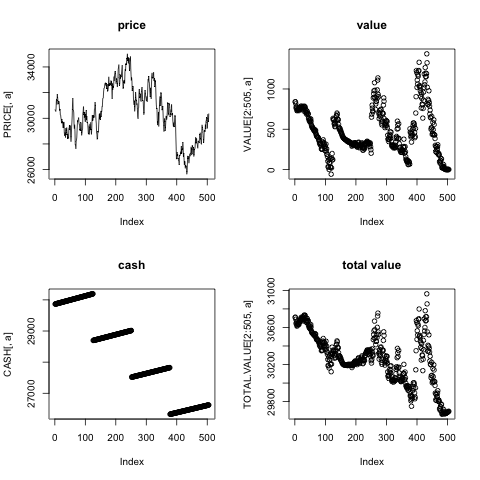 price
value
PRICE[, a]
26000
30000
34000
0 100 200 300 400 500
Index
VALUE[2:505, a]
0
500
1000
0 100 200 300 400 500
Index
cash
total value
CASH[, a]
27000
29000
0 100 200 300 400 500
Index
TOTAL.VALUE[2:505, a]
29800
30200
30600
31000
0 100 200 300 400 500
Index